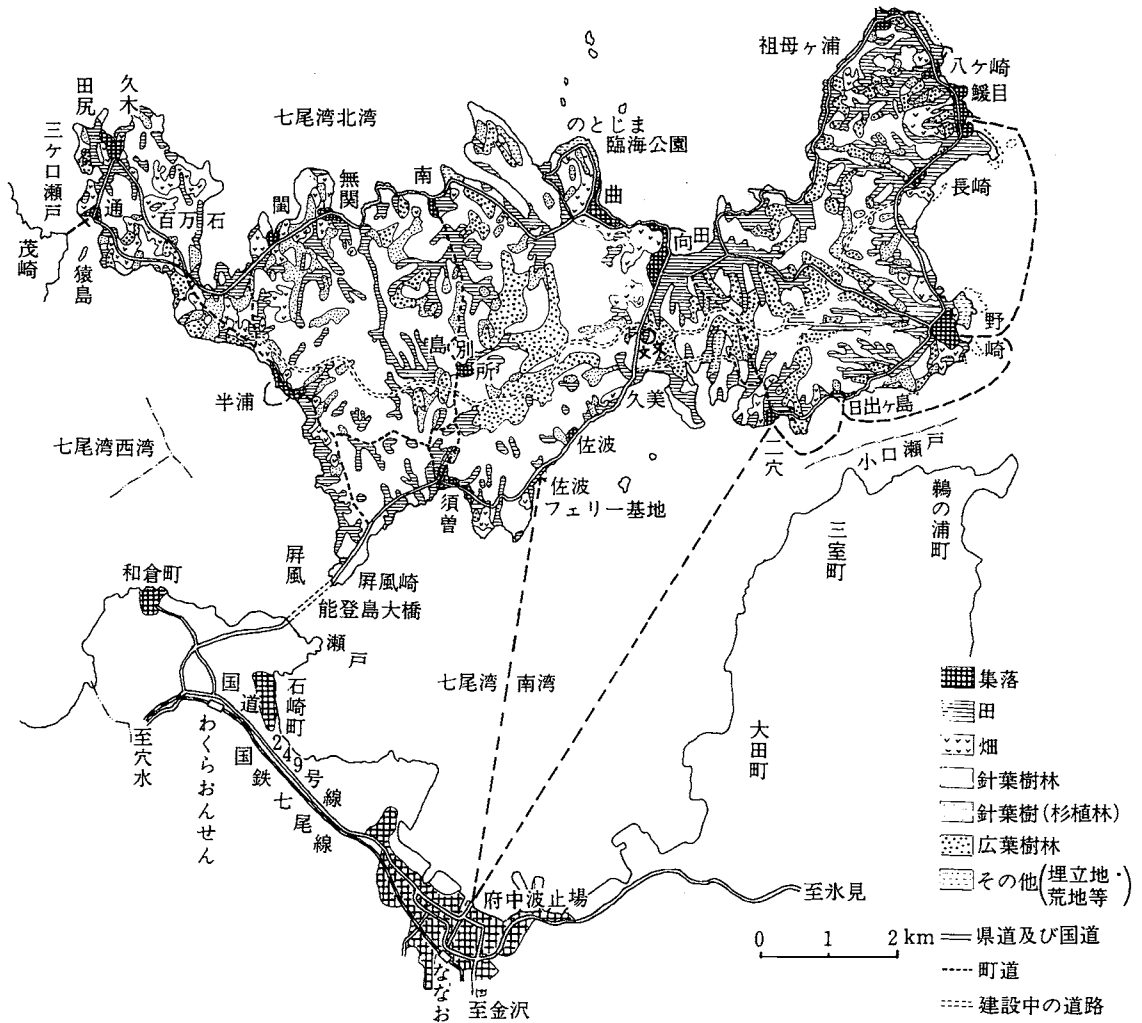 祖母ヶ浦
八ケ崎
鰀目
長崎
野崎
日出ヶ島
二穴
小口瀬戸
鵜の浦町
三室町
大田町
のとじま
臨海公園
曲
向田
七尾湾北湾
久木
田尻
三ケ口瀬戸
通
百万石
茂崎
猿島
閨
無関
南
島別所
半浦
久美
佐波
佐波
フェリー基地
須曽
七尾湾西湾
屏風
屏風崎
能登島大橋
瀬戸
和倉町
石崎町
国道249号線
国鉄七尾線
至穴水
わくらおんせん
七尾湾南湾
府中波止場
至氷見
ななお
至金沢
集落
田
畑
針葉樹林
針葉樹(杉植林)
広葉樹林
その他(埋立地・荒地等)
0 1 2km
県道及び国道
町道
建設中の道路